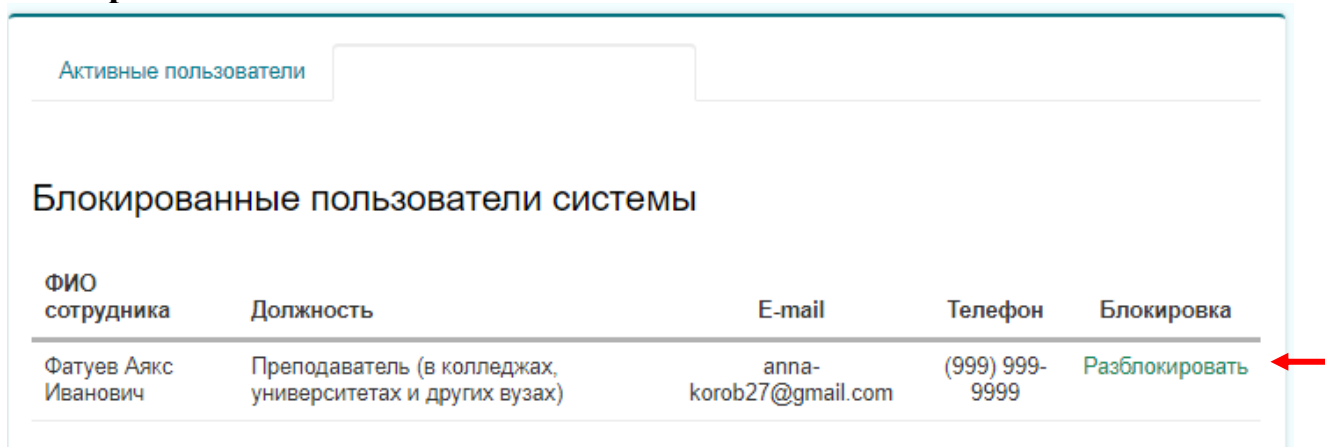 Активные пользователи
Блокированные пользователи системы
ФИО
сотрудника
Должность
E-mail
Телефон
Блокировка
Фатуев Аякс
Иванович
Преподаватель (в колледжах,
университетах и других вузах)
anna-
korob27@gmail.com
(999) 999-
9999
Разблокировать